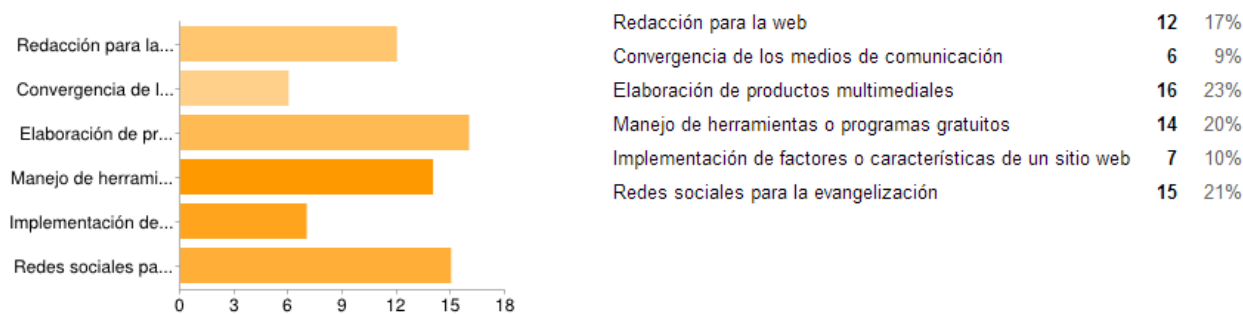 Redacción para la...
Convergencia de l...
Elaboración de pr...
Manejo de herrami...
Implementación de...
Redes sociales pa...
0 3 6 9 12 15 18
Redacción para la web 12 17%
Convergencia de los medios de comunicación 6 9%
Elaboración de productos multimediales 16 23%
Manejo de herramientas o programas gratuitos 14 20%
Implementación de factores o características de un sitio web 7 10%
Redes sociales para la evangelización 15 21%